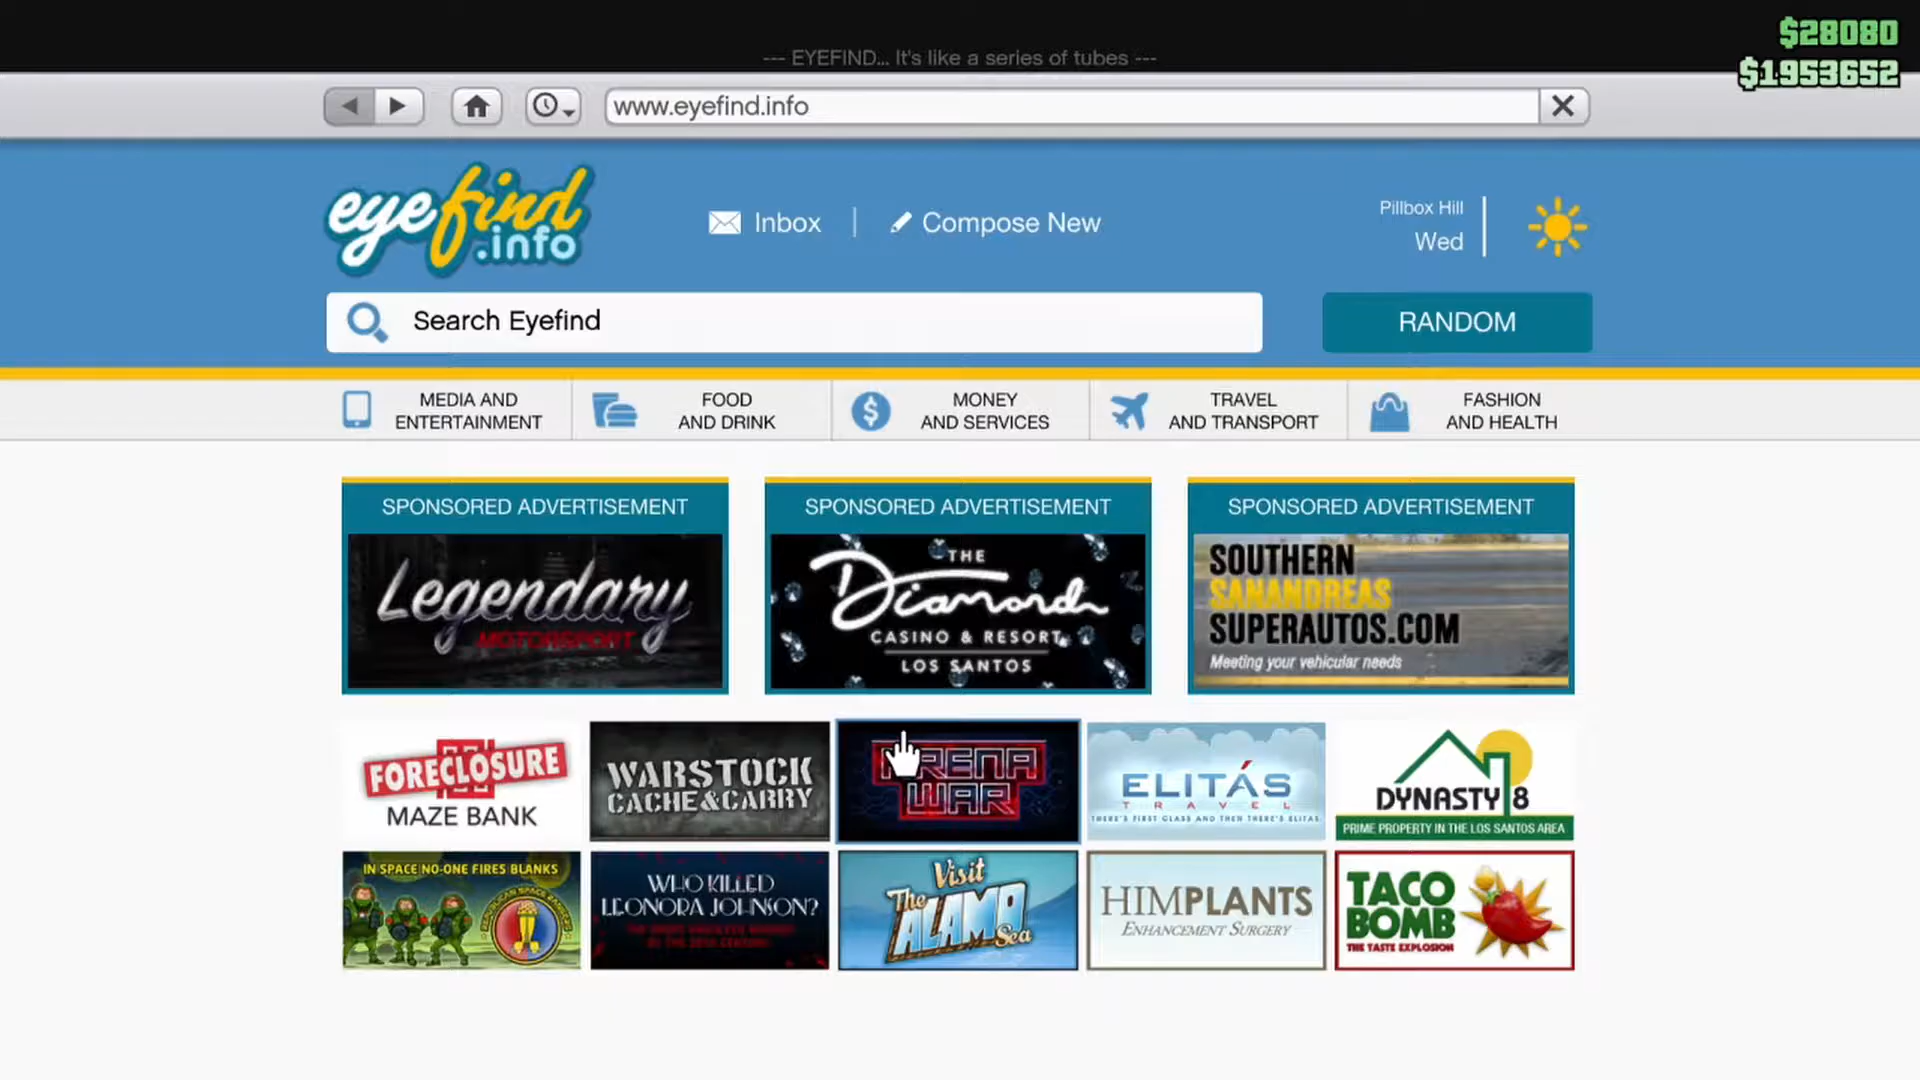 $28080
--- EYEFIND... It's like a series of tubes ---
$1953652
www.eyefind.info
eyefind
.info
Inbox
Compose New
Pillbox Hill
Wed
Search Eyefind
RANDOM
MEDIA AND
ENTERTAINMENT
FOOD
AND DRINK
MONEY
AND SERVICES
TRAVEL
AND TRANSPORT
FASHION
AND HEALTH
SPONSORED ADVERTISEMENT
Legendary
MOTORSPORT
SPONSORED ADVERTISEMENT
THE
Diamond
CASINO & RESORT
LOS SANTOS
SPONSORED ADVERTISEMENT
SOUTHERN
SANANDREAS
SUPERAUTOS.COM
Meeting your vehicular needs
FORECLOSURE
MAZE BANK
WARSTOCK
CACHE&CARRY
ARENA
WAR
ELITÁS
TRAVEL
THERE'S FIRST CLASS AND THEN THERE'S ELITAS
DYNASTY 8
PRIME PROPERTY IN THE LOS SANTOS AREA
IN SPACE NO-ONE FIRES BLANKS
REPUBLICAN SPACE RANGERS
WHO KILLED
LEONORA JOHNSON?
Visit
The
ALAMO
Sea
HIMPLANTS
ENHANCEMENT SURGERY
TACO
BOMB
THE TASTE EXPLOSION